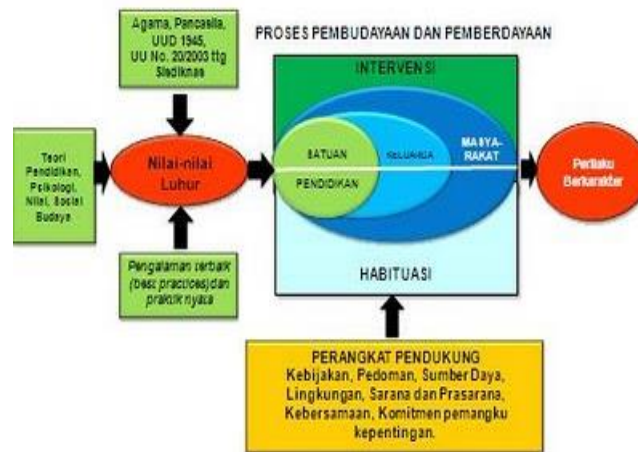 Agama, Pancasila,
UUD 1945,
UU No. 20/2003 ttg
Sisdiknas
PROSES PEMBUDAYAAN DAN PEMBERDAYAAN
INTERVENSI
Teori
Pendidikan,
Psikologi,
Nilai, Sosial
Budaya
Nilai-nilai
Luhur
SATUAN
PENDIDIKAN
KELUARGA
MASYA-
RAKAT
Perilaku
Berkarakter
Pengalaman terbaik
(best practices)dan
praktik nyata
HABITUASI
PERANGKAT PENDUKUNG
Kebijakan, Pedoman, Sumber Daya,
Lingkungan, Sarana dan Prasarana,
Kebersamaan, Komitmen pemangku
kepentingan.